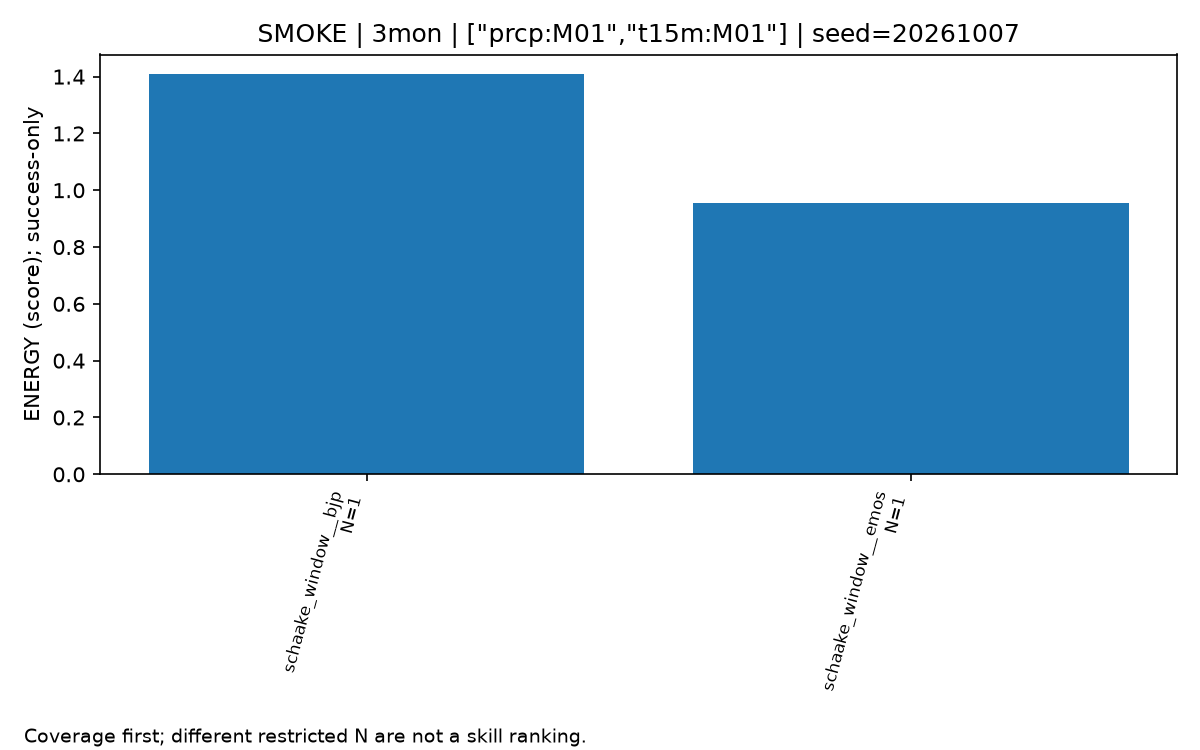 SMOKE | 3mon | ["prcp:M01","t15m:M01"] | seed=20261007
ENERGY (score); success-only
1.4
1.2
1.0
0.8
0.6
0.4
0.2
0.0
schaake_window__bjp
N=1
schaake_window__emos
N=1
Coverage first; different restricted N are not a skill ranking.